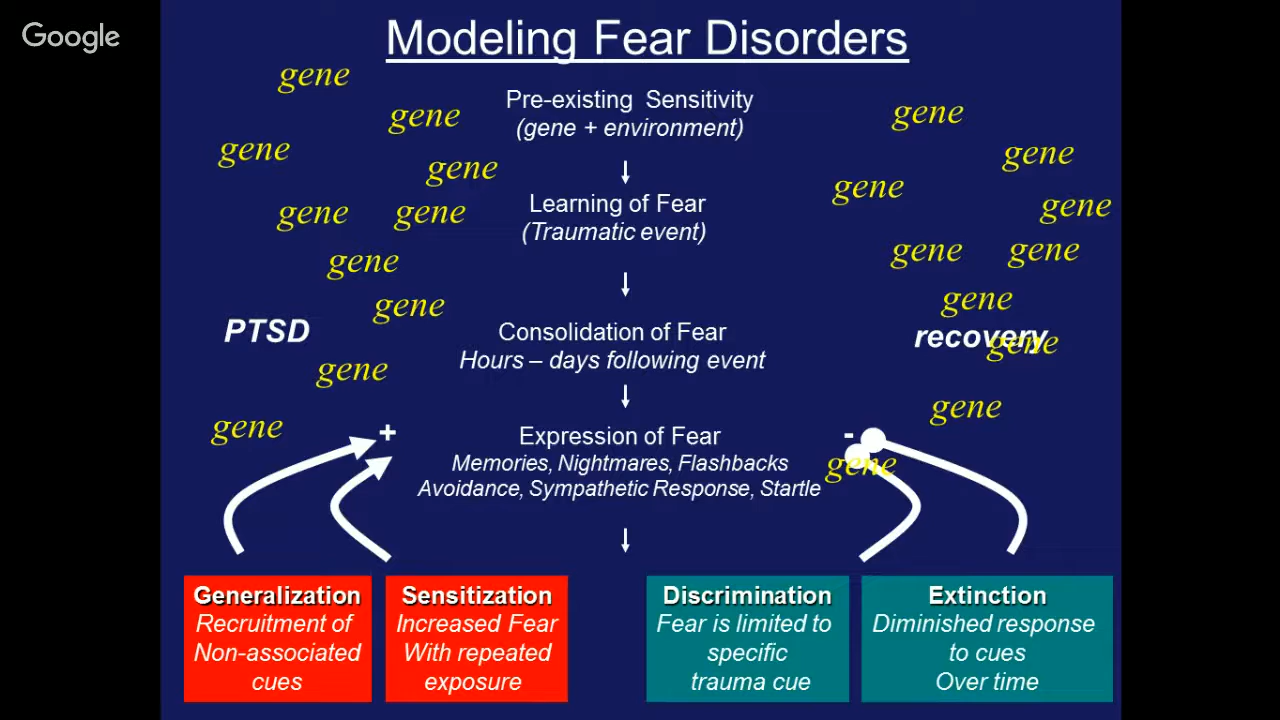 Google
Modeling Fear Disorders
gene
Pre-existing Sensitivity
gene
gene
(gene + environment)
gene
gene
gene
gene
Learning of Fear
gene
gene
gene
(Traumatic event)
gene
gene
gene
gene
gene
gene
PTSD
Consolidation of Fear
recovery
gene
Hours – days following event
gene
gene
gene
+
Expression of Fear
-
Memories, Nightmares, Flashbacks
gene
Avoidance, Sympathetic Response, Startle
Generalization
Recruitment of
Non-associated
cues
Sensitization
Increased Fear
With repeated
exposure
Discrimination
Fear is limited to
specific
trauma cue
Extinction
Diminished response
to cues
Over time